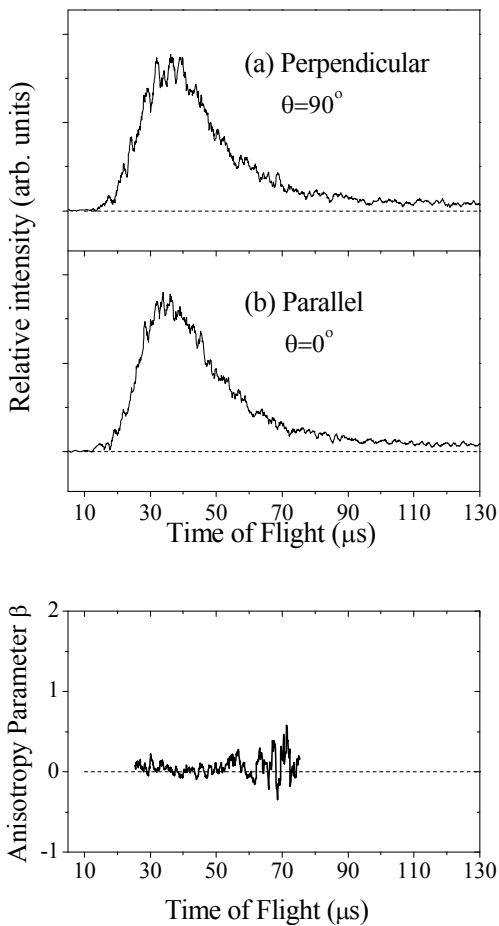 Relative intensity (arb. units)
(a) Perpendicular
θ=90°
(b) Parallel
θ=0°
10 30 50 70 90 110 130
Time of Flight (μs)
Anisotropy Parameter β
2
1
0
-1
10 30 50 70 90 110 130
Time of Flight (μs)